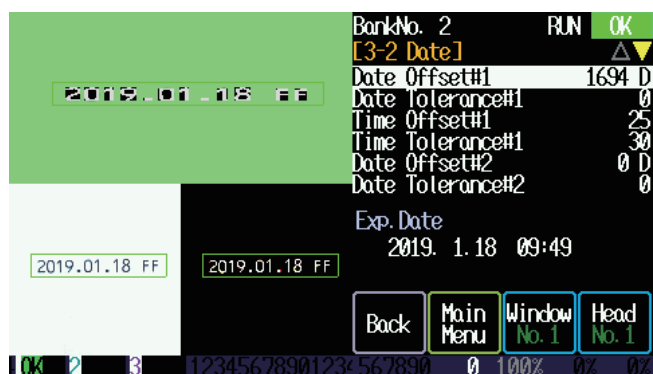 BankNo. 2 RUN OK
[3-2 Date]
Date Offset#1 1694 D
Date Tolerance#1 0
Time Offset#1 25
Time Tolerance#1 30
Date Offset#2 0 D
Date Tolerance#2 0
Exp.Date
2019. 1.18 09:49
2019.01.18 FF
2019.01.18 FF
2019.01.18 FF
Back
Main Menu
Window No.1
Head No.1
OK 2 3 12345678901234567890 0 100% 0% 0%